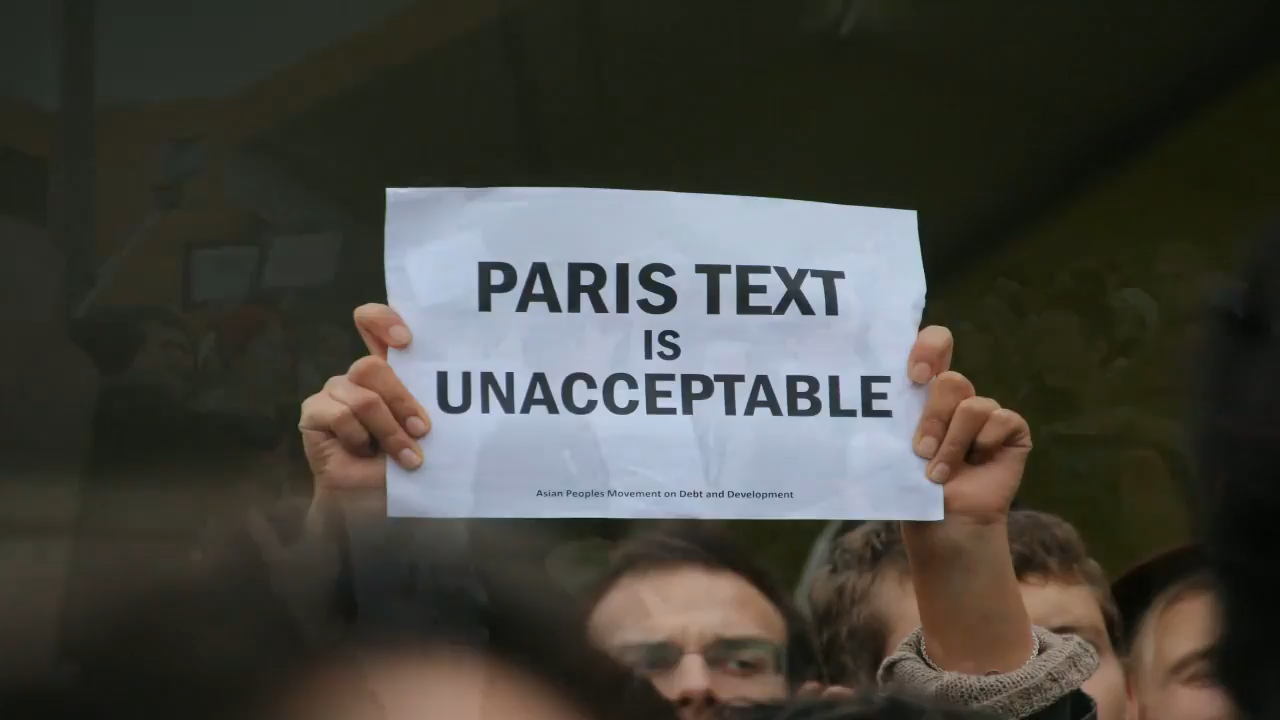 PARIS TEXT
IS
UNACCEPTABLE
Asian Peoples Movement on Debt and Development